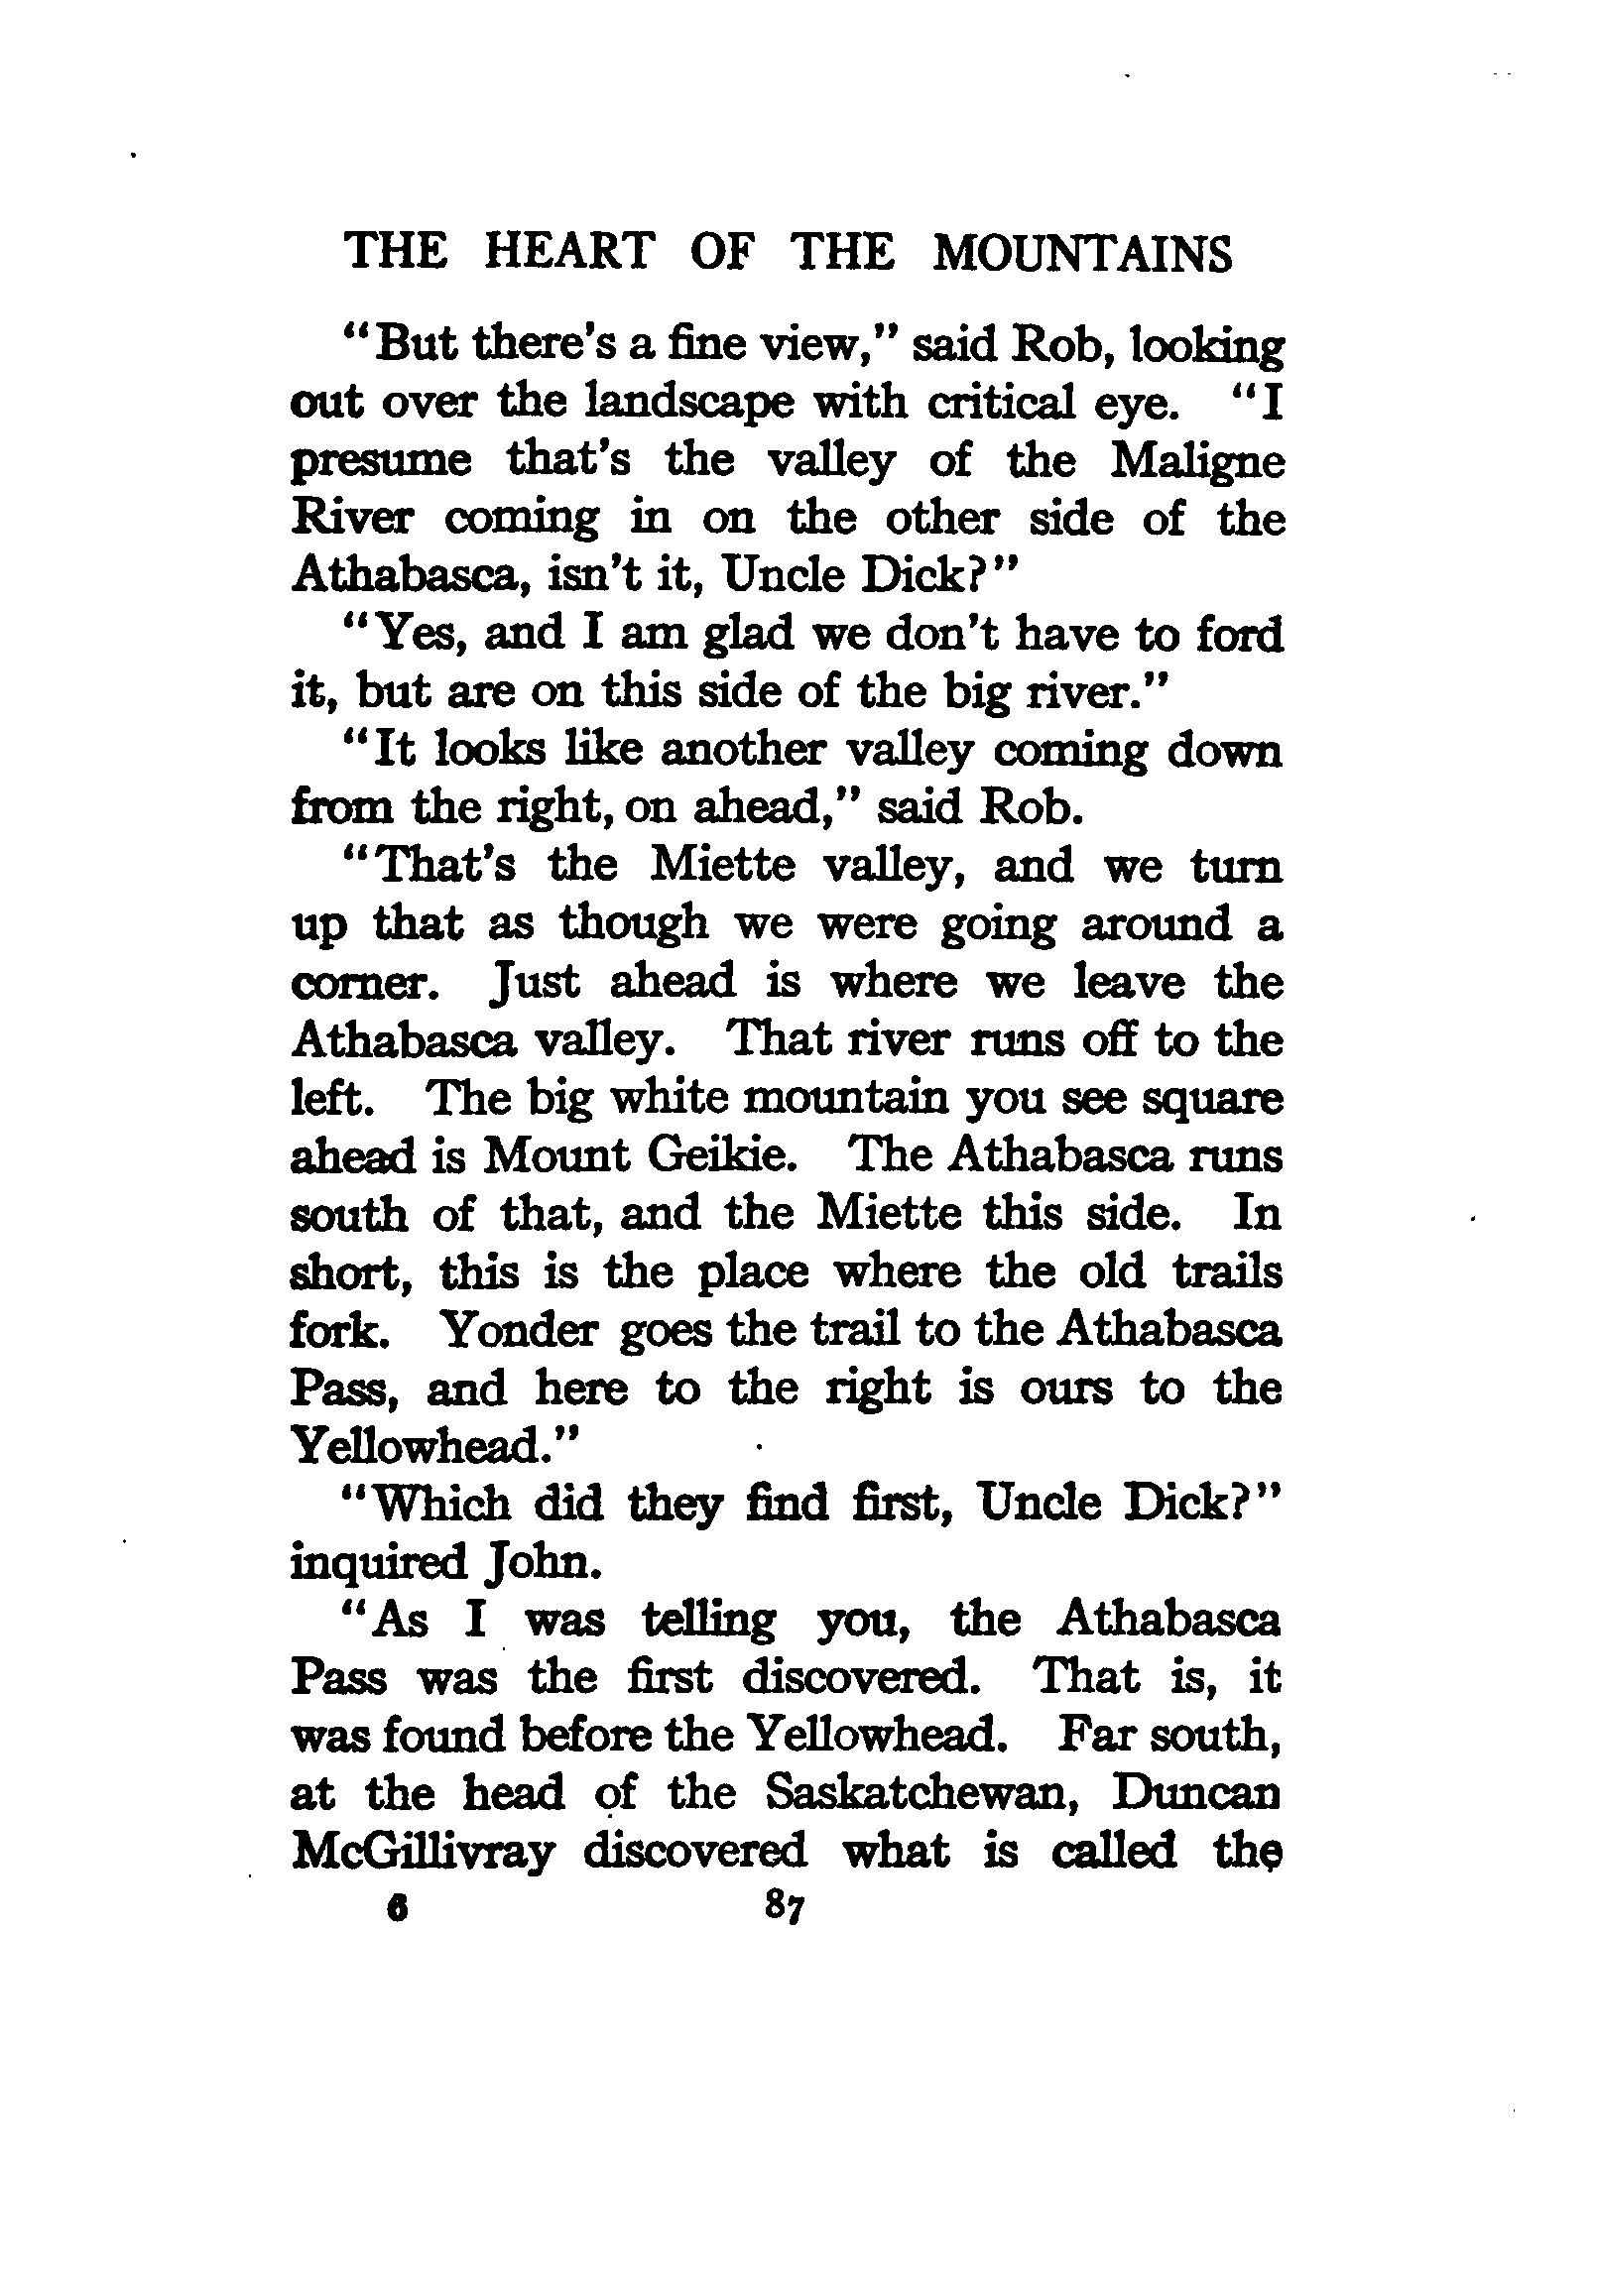 THE HEART OF THE MOUNTAINS
"But there's a fine view," said Rob, looking
out over the landscape with critical eye. "I
presume that's the valley of the Maligne
River coming in on the other side of the
Athabasca, isn't it, Uncle Dick?"
"Yes, and I am glad we don't have to ford
it, but are on this side of the big river."
"It looks like another valley coming down
from the right, on ahead," said Rob.
"That's the Miette valley, and we turn
up that as though we were going around a
corner. Just ahead is where we leave the
Athabasca valley. That river runs off to the
left. The big white mountain you see square
ahead is Mount Geikie. The Athabasca runs
south of that, and the Miette this side. In
short, this is the place where the old trails
fork. Yonder goes the trail to the Athabasca
Pass, and here to the right is ours to the
Yellowhead."
"Which did they find first, Uncle Dick?"
inquired John.
"As I was telling you, the Athabasca
Pass was the first discovered. That is, it
was found before the Yellowhead. Far south,
at the head of the Saskatchewan, Duncan
McGillivray discovered what is called the
6 87